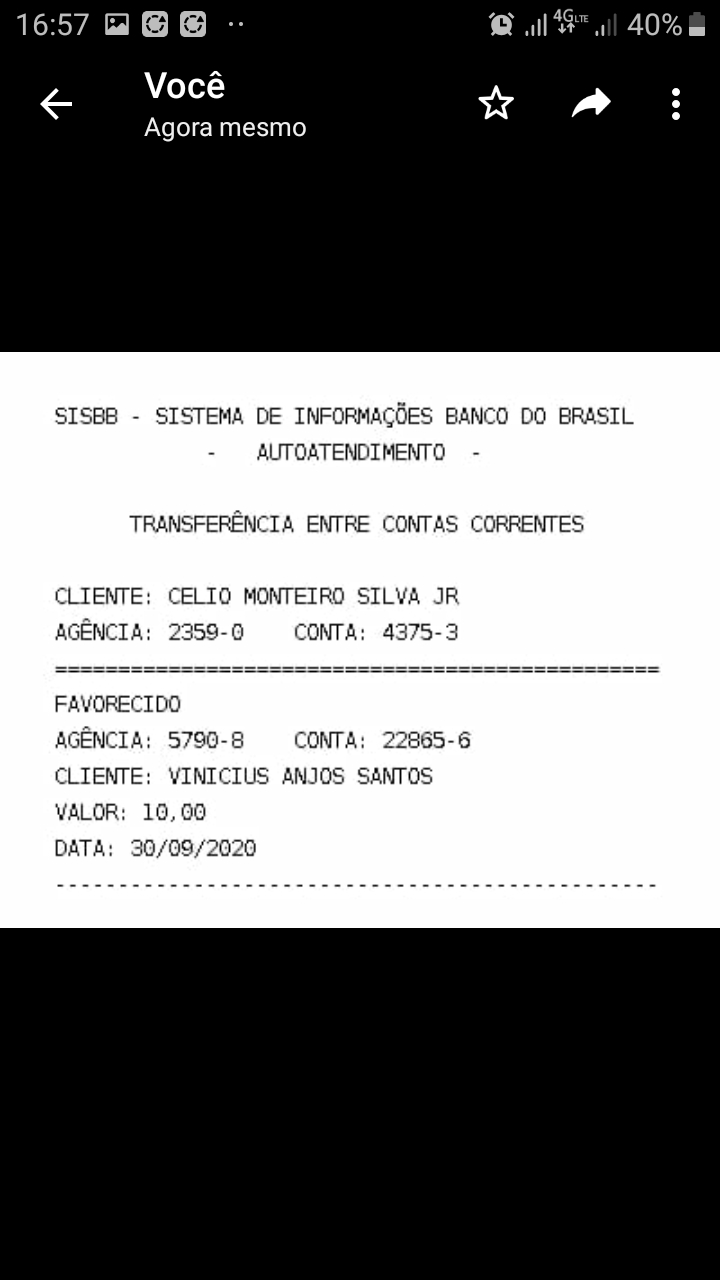 16:57
4G LTE
40%
Você
Agora mesmo
SISBB - SISTEMA DE INFORMAÇÕES BANCO DO BRASIL
- AUTOATENDIMENTO -
TRANSFERÊNCIA ENTRE CONTAS CORRENTES
CLIENTE: CELIO MONTEIRO SILVA JR
AGÊNCIA: 2359-0 CONTA: 4375-3
================================================
FAVORECIDO
AGÊNCIA: 5790-8 CONTA: 22865-6
CLIENTE: VINICIUS ANJOS SANTOS
VALOR: 10,00
DATA: 30/09/2020
------------------------------------------------